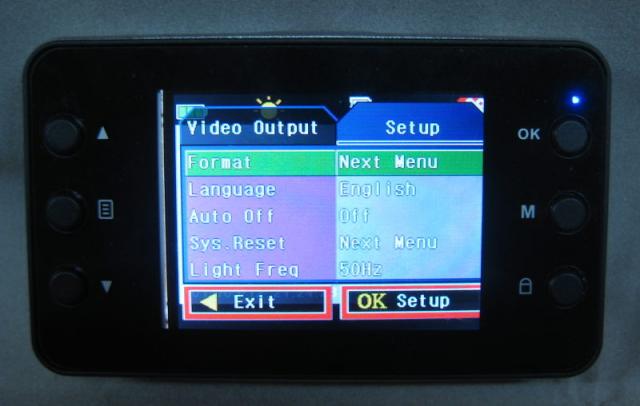 Video Output Setup
Format Next Menu
Language English
Auto Off Off
Sys.Reset Next Menu
Light Freq 50Hz
Exit OK Setup
OK
M